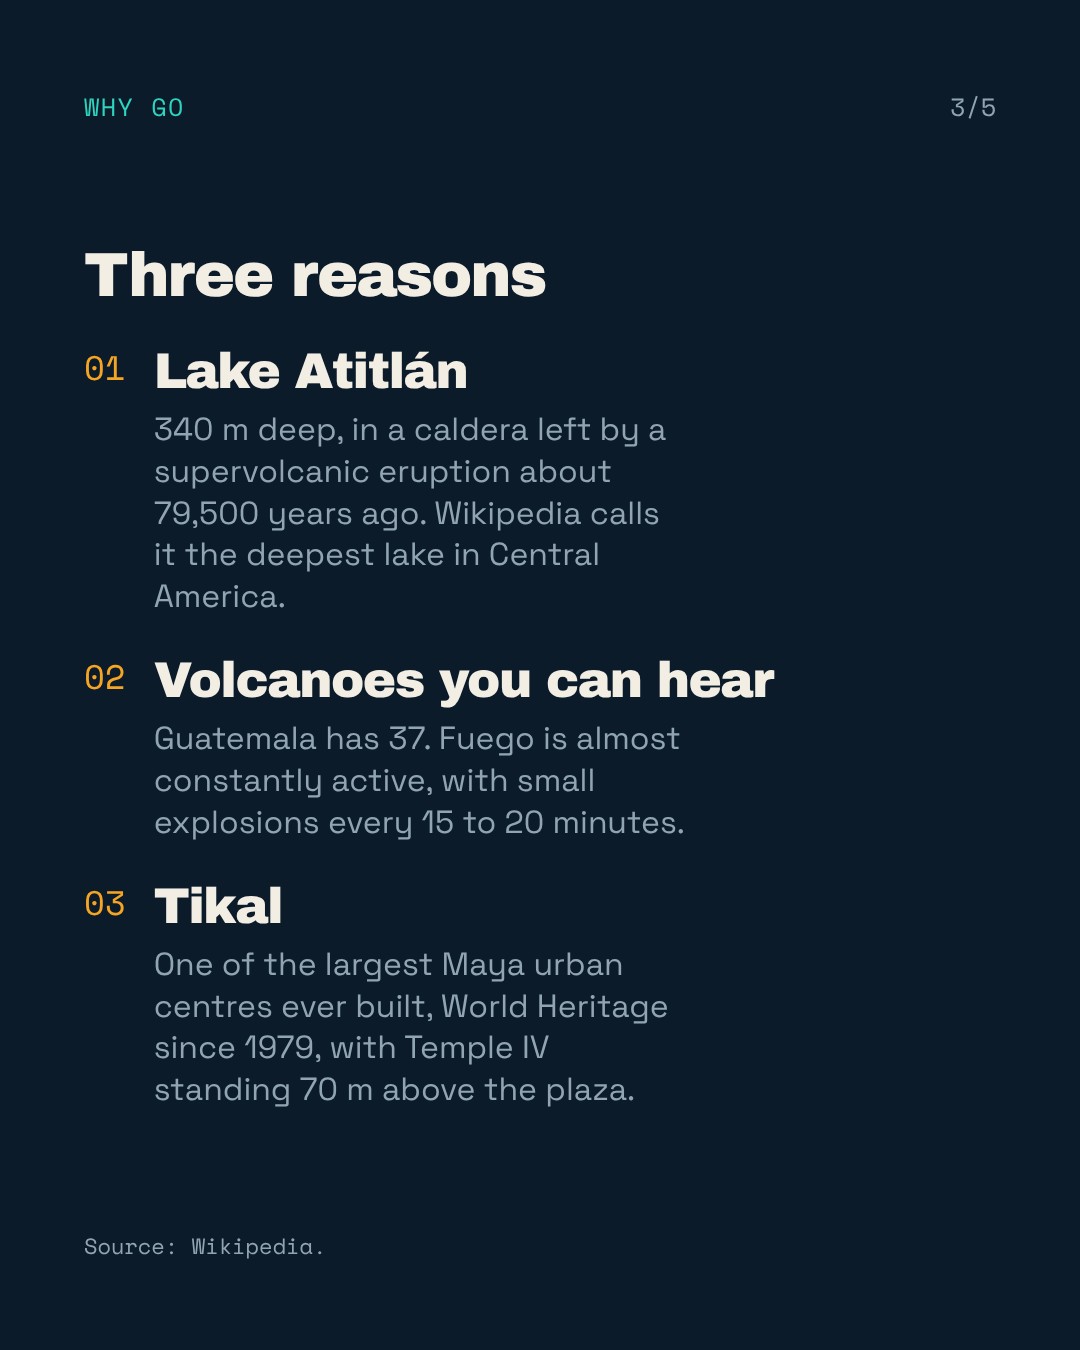 WHY GO
3/5
Three reasons
01 Lake Atitlán
340 m deep, in a caldera left by a
supervolcanic eruption about
79,500 years ago. Wikipedia calls
it the deepest lake in Central
America.
02 Volcanoes you can hear
Guatemala has 37. Fuego is almost
constantly active, with small
explosions every 15 to 20 minutes.
03 Tikal
One of the largest Maya urban
centres ever built, World Heritage
since 1979, with Temple IV
standing 70 m above the plaza.
Source: Wikipedia.